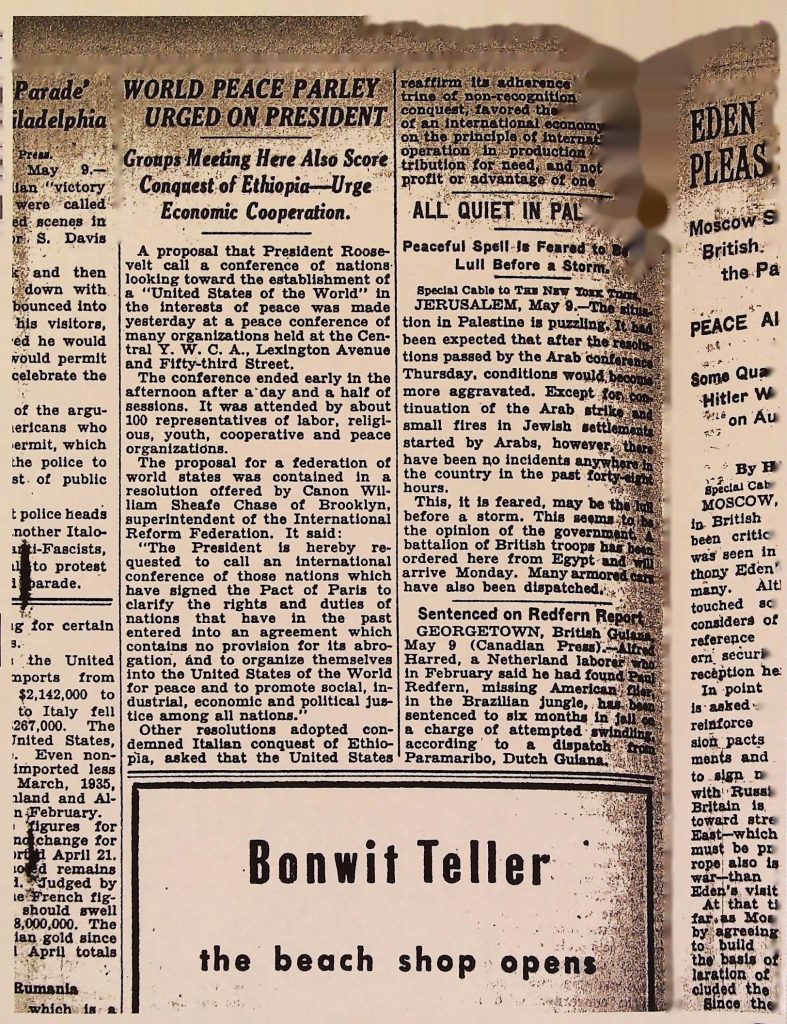 Parade'
iladelphia
Press.
May 9.—
ian "victory
were called
ed scenes in
r. S. Davis
k and then
down with
bounced into
his visitors,
ed he would
would permit
celebrate the
of the argu-
ericans who
ermit, which
the police to
st. of public
t police heads
nother Italo-
anti-Fascists,
to protest
parade.
ng for certain
s.
the United
mports from
$2,142,000 to
to Italy fell
267,000. The
United States,
Even non-
imported less
March, 1935,
hland and Al-
n February.
figures for
no change for
April 21.
remains
Judged by
e French fig-
should swell
8,000,000. The
ian gold since
April totals
Rumania
which is a
WORLD PEACE PARLEY
URGED ON PRESIDENT
Groups Meeting Here Also Score
Conquest of Ethiopia—Urge
Economic Cooperation.
A proposal that President Roose-
velt call a conference of nations
looking toward the establishment of
a "United States of the World" in
the interests of peace was made
yesterday at a peace conference of
many organizations held at the Cen-
tral Y. W. C. A., Lexington Avenue
and Fifty-third Street.
The conference ended early in the
afternoon after a day and a half of
sessions. It was attended by about
100 representatives of labor, religi-
ous, youth, cooperative and peace
organizations.
The proposal for a federation of
world states was contained in a
resolution offered by Canon Wil-
liam Sheafe Chase of Brooklyn,
superintendent of the International
Reform Federation. It said:
"The President is hereby re-
quested to call an international
conference of those nations which
have signed the Pact of Paris to
clarify the rights and duties of
nations that have in the past
entered into an agreement which
contains no provision for its abro-
gation, and to organize themselves
into the United States of the World
for peace and to promote social, in-
dustrial, economic and political jus-
tice among all nations."
Other resolutions adopted con-
demned Italian conquest of Ethio-
pia, asked that the United States
reaffirm its adherence
trine of non-recognition
conquest, favored the
of an international economy
on the principle of internat
operation in production
tribution for need, and not
profit or advantage of one
ALL QUIET IN PAL
Peaceful Spell Is Feared to Be
Lull Before a Storm.
Special Cable to THE NEW YORK TIMES.
JERUSALEM, May 9.—The situa-
tion in Palestine is puzzling. It had
been expected that after the resolu-
tions passed by the Arab conference
Thursday, conditions would become
more aggravated. Except for con-
tinuation of the Arab strike and
small fires in Jewish settlements
started by Arabs, however, there
have been no incidents anywhere in
the country in the past forty-eight
hours.
This, it is feared, may be the lull
before a storm. This seems to be
the opinion of the government. A
battalion of British troops has been
ordered here from Egypt and will
arrive Monday. Many armored cars
have also been dispatched.
Sentenced on Redfern Report
GEORGETOWN, British Guiana,
May 9 (Canadian Press).—Alfred
Harred, a Netherland laborer who
in February said he had found Paul
Redfern, missing American flier,
in the Brazilian jungle, has been
sentenced to six months in jail on
a charge of attempted swindling,
according to a dispatch from
Paramaribo, Dutch Guiana.
Bonwit Teller
the beach shop opens
EDEN
PLEAS
Moscow S
British
the Pa
PEACE AI
Some Qua
Hitler W
on Au
By H
Special Cab
MOSCOW,
in British
been critic
was seen in
thony Eden'
many. Alt
touched sc
considers of
reference
ern securi
reception he
In point
is asked
reinforce
sion pacts
ments and
to sign n
with Russi
Britain is
toward stre
East—which
must be pr
rope also is
war—than
Eden's visit
At that ti
far as Mos
by agreeing
to build
the basis of
laration of
cluded the
Since the